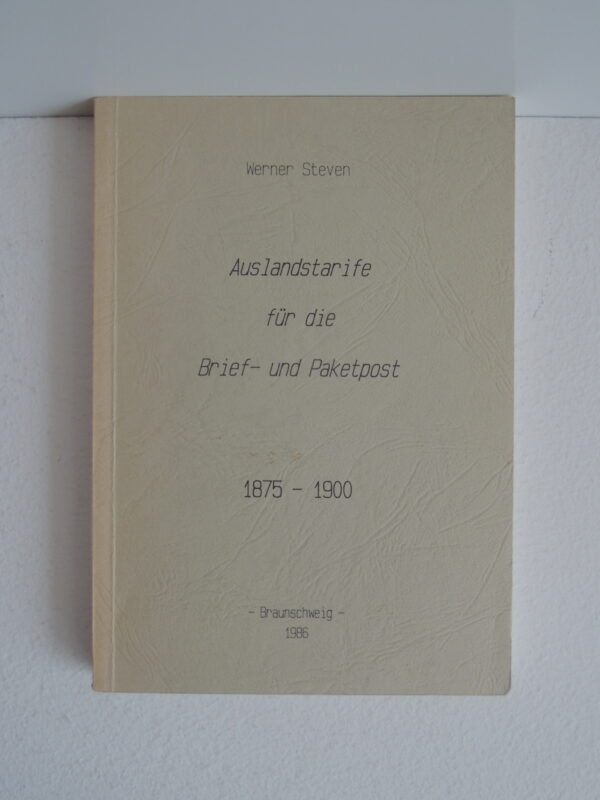 Werner Steven
Auslandstarife
für die
Brief- und Paketpost
1875 - 1900
- Braunschweig -
1986